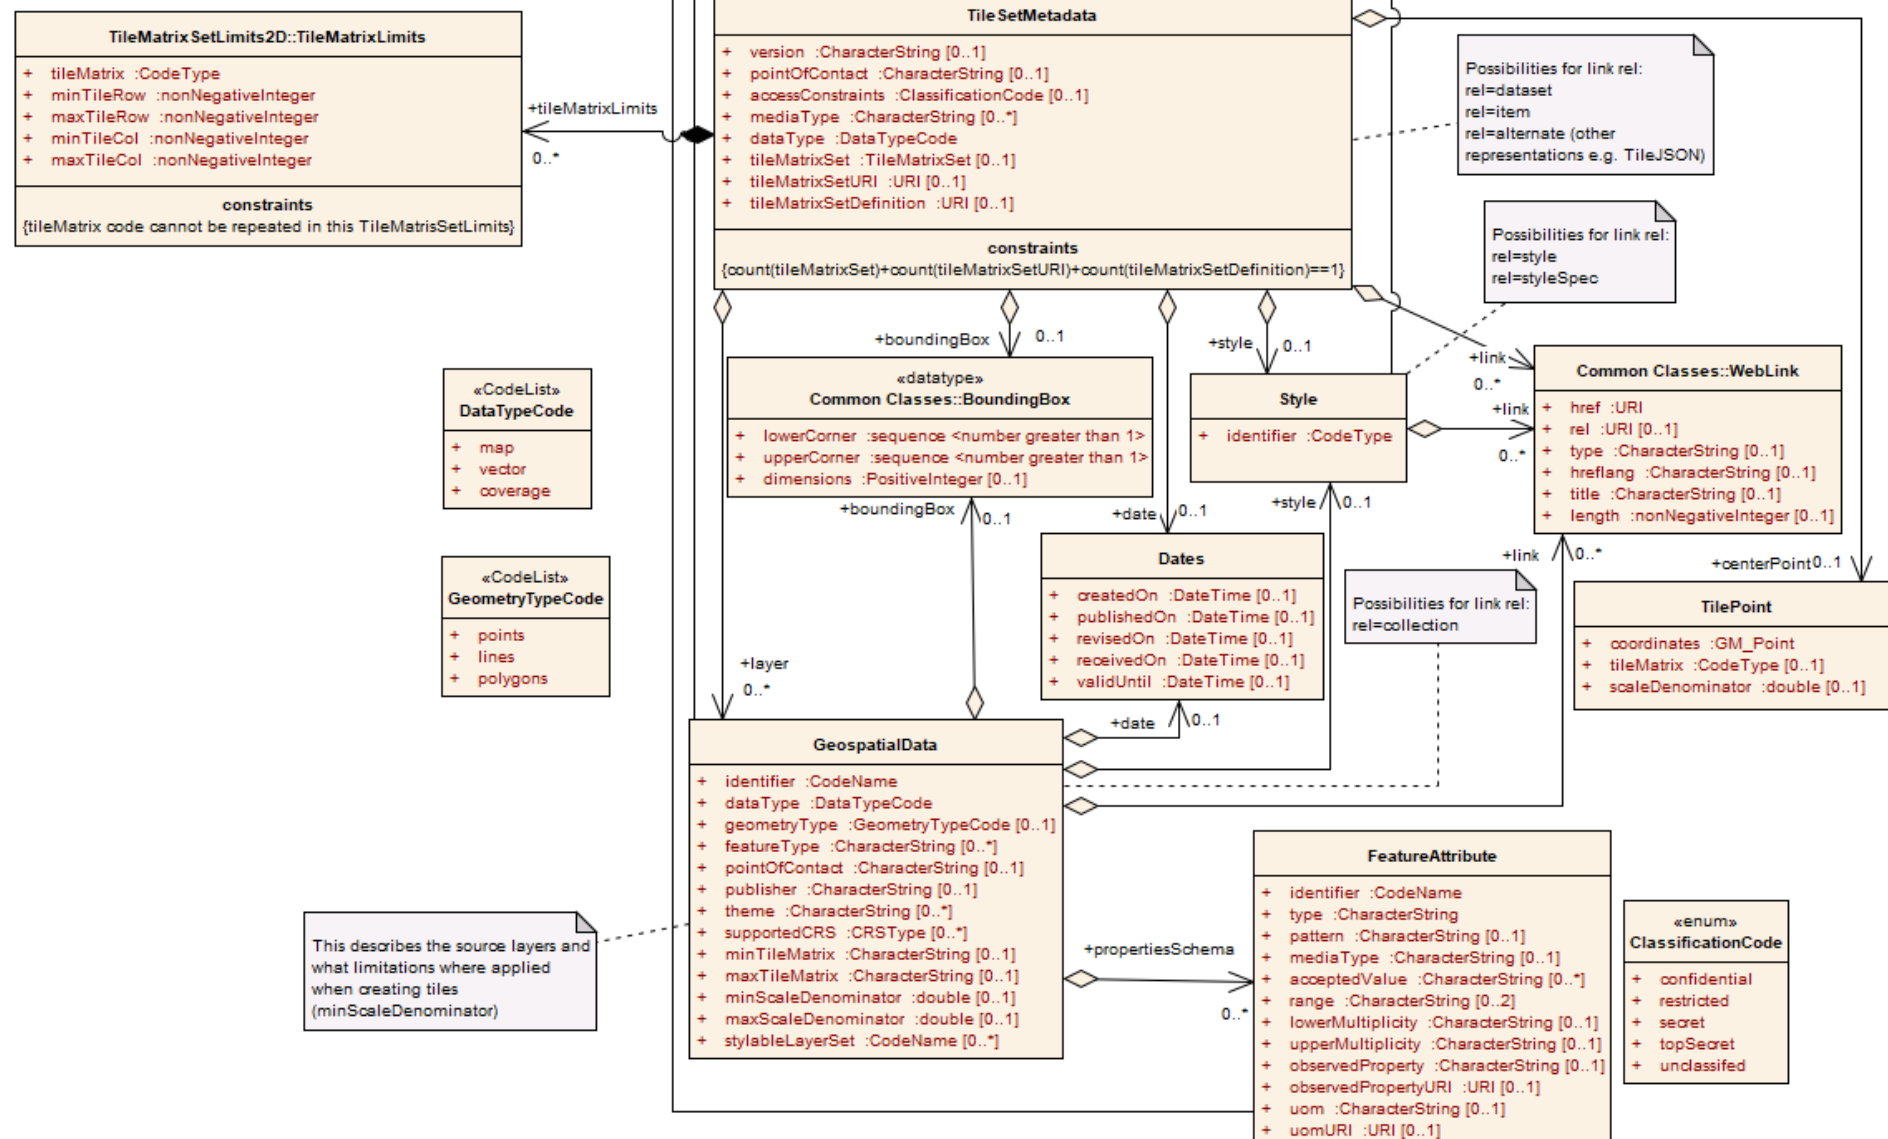 TileMatrixSetLimits2D::TileMatrixLimits
+ tileMatrix :CodeType
+ minTileRow :nonNegativeInteger
+ maxTileRow :nonNegativeInteger
+ minTileCol :nonNegativeInteger
+ maxTileCol :nonNegativeInteger
constraints
{tileMatrix code cannot be repeated in this TileMatrisSetLimits}
+tileMatrixLimits
0..*
TileSetMetadata
+ version :CharacterString [0..1]
+ pointOfContact :CharacterString [0..1]
+ accessConstraints :ClassificationCode [0..1]
+ mediaType :CharacterString [0..*]
+ dataType :DataTypeCode
+ tileMatrixSet :TileMatrixSet [0..1]
+ tileMatrixSetURI :URI [0..1]
+ tileMatrixSetDefinition :URI [0..1]
constraints
{count(tileMatrixSet)+count(tileMatrixSetURI)+count(tileMatrixSetDefinition)==1}
Possibilities for link rel:
rel=dataset
rel=item
rel=alternate (other
representations e.g. TileJSON)
Possibilities for link rel:
rel=style
rel=styleSpec
+boundingBox
0..1
+style
0..1
+link
0..*
«CodeList»
DataTypeCode
+ map
+ vector
+ coverage
«datatype»
Common Classes::BoundingBox
+ lowerCorner :sequence <number greater than 1>
+ upperCorner :sequence <number greater than 1>
+ dimensions :PositiveInteger [0..1]
Style
+ identifier :CodeType
+link
0..*
Common Classes::WebLink
+ href :URI
+ rel :URI [0..1]
+ type :CharacterString [0..1]
+ hreflang :CharacterString [0..1]
+ title :CharacterString [0..1]
+ length :nonNegativeInteger [0..1]
+boundingBox
0..1
+date
0..1
+style
0..1
+link
0..*
+centerPoint
0..1
«CodeList»
GeometryTypeCode
+ points
+ lines
+ polygons
Dates
+ createdOn :DateTime [0..1]
+ publishedOn :DateTime [0..1]
+ revisedOn :DateTime [0..1]
+ receivedOn :DateTime [0..1]
+ validUntil :DateTime [0..1]
Possibilities for link rel:
rel=collection
TilePoint
+ coordinates :GM_Point
+ tileMatrix :CodeType [0..1]
+ scaleDenominator :double [0..1]
+layer
0..*
+date
0..1
GeospatialData
+ identifier :CodeName
+ dataType :DataTypeCode
+ geometryType :GeometryTypeCode [0..1]
+ featureType :CharacterString [0..*]
+ pointOfContact :CharacterString [0..1]
+ publisher :CharacterString [0..1]
+ theme :CharacterString [0..*]
+ supportedCRS :CRSType [0..*]
+ minTileMatrix :CharacterString [0..1]
+ maxTileMatrix :CharacterString [0..1]
+ minScaleDenominator :double [0..1]
+ maxScaleDenominator :double [0..1]
+ stylableLayerSet :CodeName [0..*]
This describes the source layers and
what limitations where applied
when creating tiles
(minScaleDenominator)
+propertiesSchema
0..*
FeatureAttribute
+ identifier :CodeName
+ type :CharacterString
+ pattern :CharacterString [0..1]
+ mediaType :CharacterString [0..1]
+ acceptedValue :CharacterString [0..*]
+ range :CharacterString [0..2]
+ lowerMultiplicity :CharacterString [0..1]
+ upperMultiplicity :CharacterString [0..1]
+ observedProperty :CharacterString [0..1]
+ observedPropertyURI :URI [0..1]
+ uom :CharacterString [0..1]
+ uomURI :URI [0..1]
«enum»
ClassificationCode
+ confidential
+ restricted
+ secret
+ topSecret
+ unclassifed